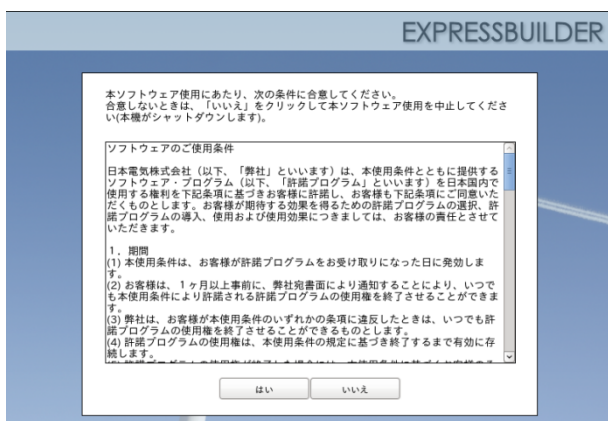 EXPRESSBUILDER
本ソフトウェア使用にあたり、次の条件に合意してください。
合意しないときは、「いいえ」をクリックして本ソフトウェア使用を中止してくださ
い(本機がシャットダウンします)。
ソフトウェアのご使用条件
日本電気株式会社（以下、「弊社」といいます）は、本使用条件とともに提供する
ソフトウェア・プログラム（以下、「許諾プログラム」といいます）を日本国内で
使用する権利を下記条項に基づきお客様に許諾し、お客様も下記条項にご同意いた
だくものとします。お客様が期待する効果を得るための許諾プログラムの選択、許
諾プログラムの導入、使用および使用効果につきましては、お客様の責任とさせて
いただきます。
１．期間
(1) 本使用条件は、お客様が許諾プログラムをお受け取りになった日に発効しま
す。
(2) お客様は、１ヶ月以上事前に、弊社宛書面により通知することにより、いつで
も本使用条件により許諾される許諾プログラムの使用権を終了させることができま
す。
(3) 弊社は、お客様が本使用条件のいずれかの条項に違反したときは、いつでも許
諾プログラムの使用権を終了させることができるものとします。
(4) 許諾プログラムの使用権は、本使用条件の規定に基づき終了するまで有効に存
続します。
はい
いいえ